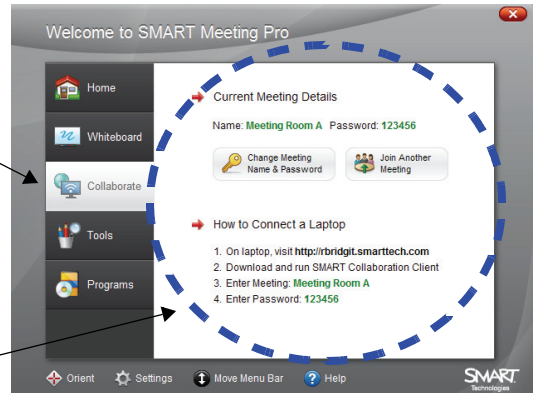 Welcome to SMART Meeting Pro
Home
Whiteboard
Collaborate
Tools
Programs
Current Meeting Details
Name: Meeting Room A Password: 123456
Change Meeting
Name & Password
Join Another
Meeting
How to Connect a Laptop
1. On laptop, visit http://rbridgit.smarttech.com
2. Download and run SMART Collaboration Client
3. Enter Meeting: Meeting Room A
4. Enter Password: 123456
Orient
Settings
Move Menu Bar
Help
SMART
Technologies